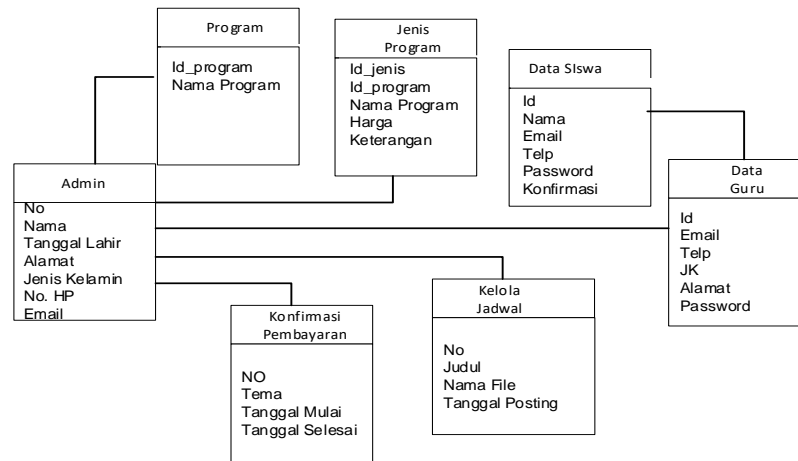 Program
Id_program
Nama Program
Jenis
Program
Id_jenis
Id_program
Nama Program
Harga
Keterangan
Data SIswa
Id
Nama
Email
Telp
Password
Konfirmasi
Admin
No
Nama
Tanggal Lahir
Alamat
Jenis Kelamin
No. HP
Email
Data
Guru
Id
Email
Telp
JK
Alamat
Password
Konfirmasi
Pembayaran
NO
Tema
Tanggal Mulai
Tanggal Selesai
Kelola
Jadwal
No
Judul
Nama File
Tanggal Posting